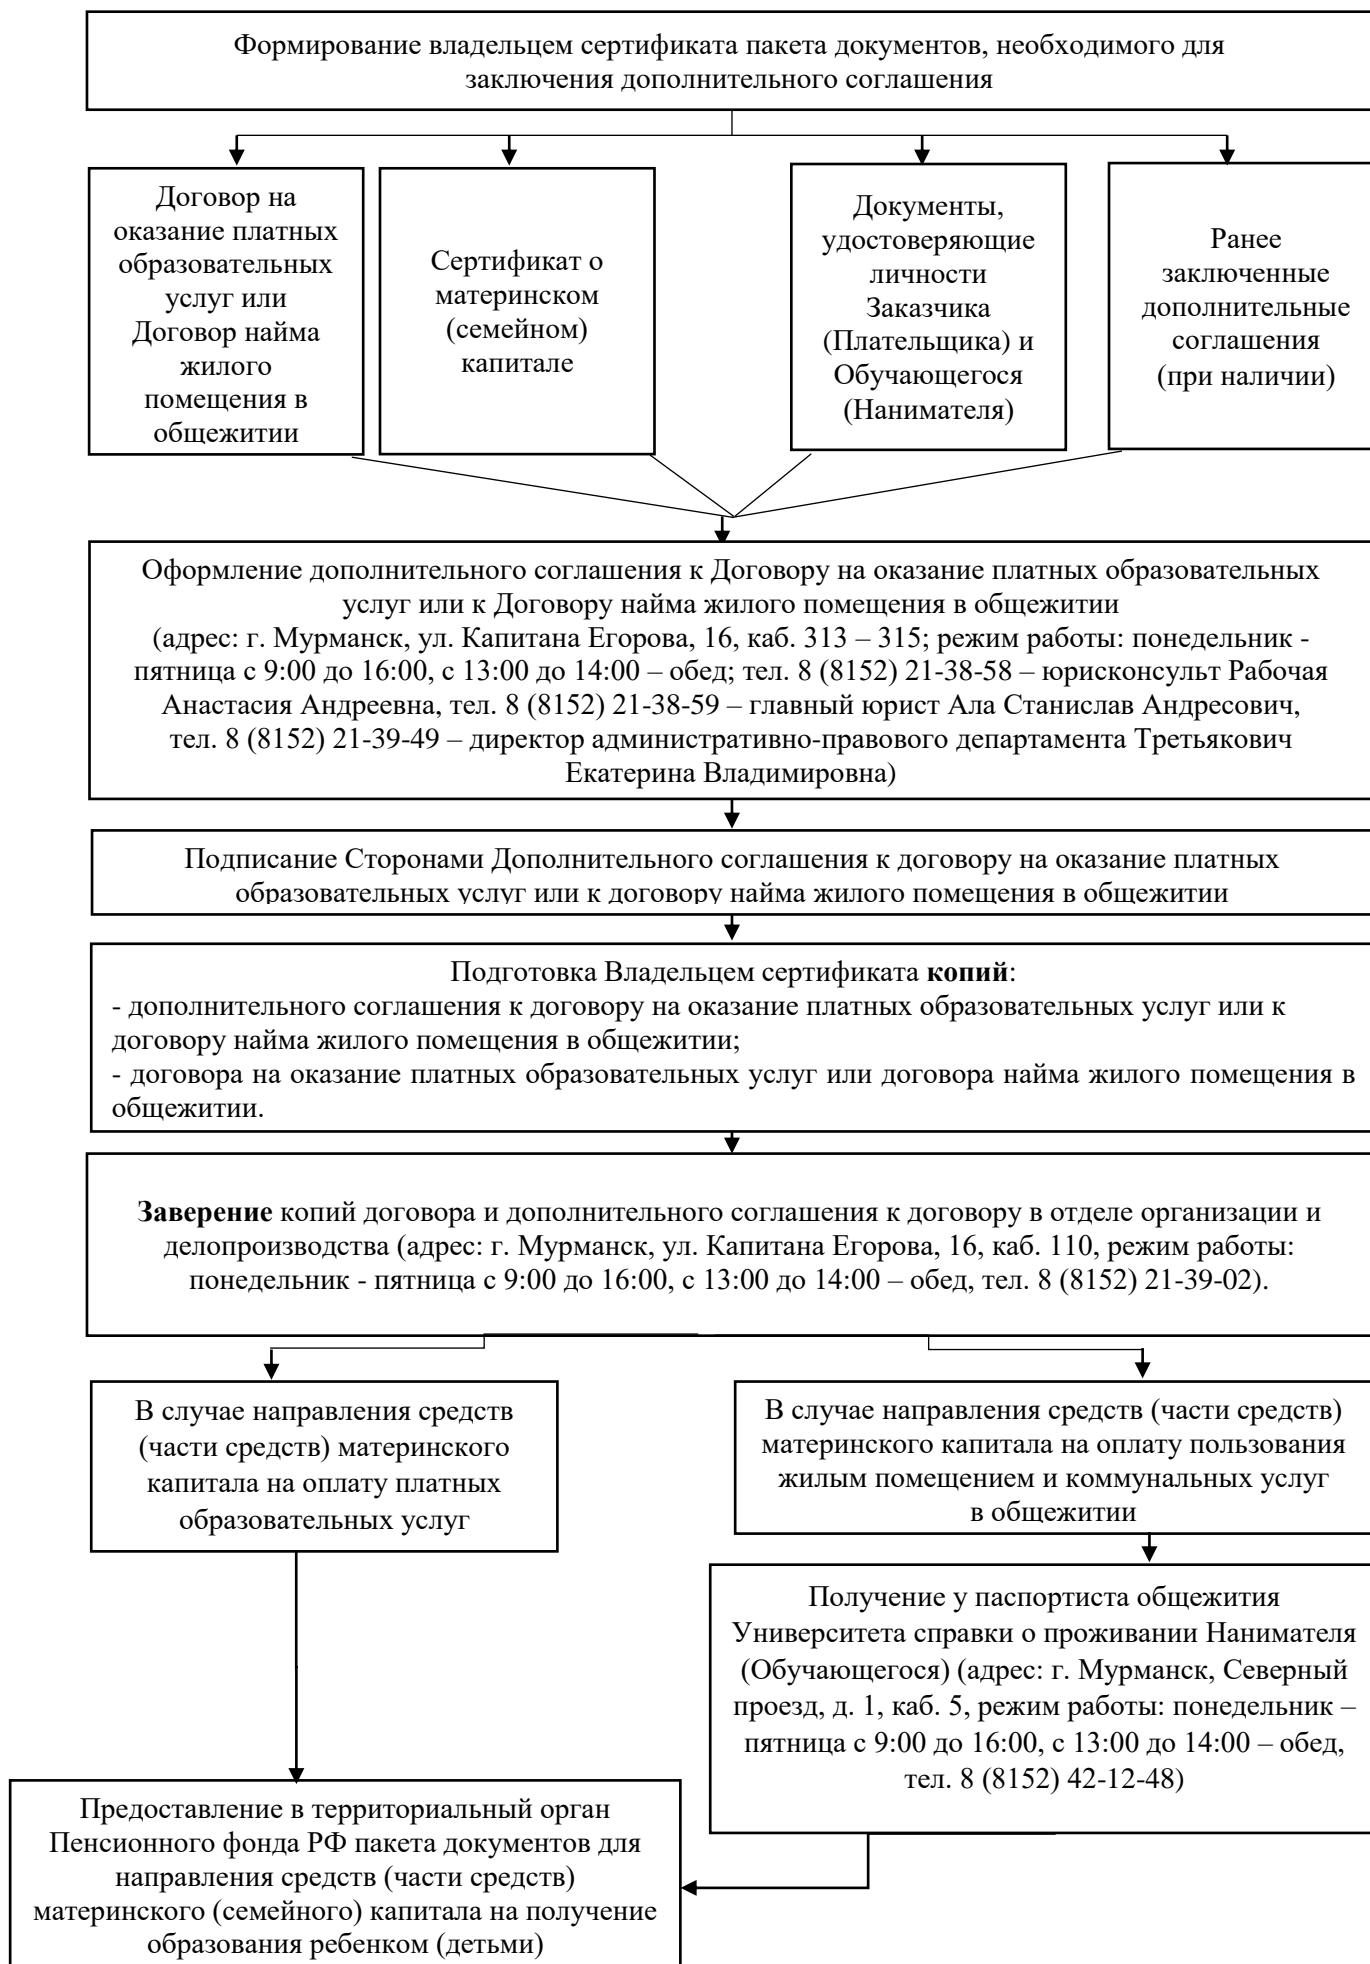 Формирование владельцем сертификата пакета документов, необходимого для
заключения дополнительного соглашения
Договор на
оказание платных
образовательных
услуг или
Договор найма
жилого
помещения в
общежитии
Сертификат о
материнском
(семейном)
капитале
Документы,
удостоверяющие
личности
Заказчика
(Плательщика) и
Обучающегося
(Нанимателя)
Ранее
заключенные
дополнительные
соглашения
(при наличии)
Оформление дополнительного соглашения к Договору на оказание платных образовательных
услуг или к Договору найма жилого помещения в общежитии
(адрес: г. Мурманск, ул. Капитана Егорова, 16, каб. 313 – 315; режим работы: понедельник -
пятница с 9:00 до 16:00, с 13:00 до 14:00 – обед; тел. 8 (8152) 21-38-58 – юрисконсульт Рабочая
Анастасия Андреевна, тел. 8 (8152) 21-38-59 – главный юрист Ала Станислав Андресович,
тел. 8 (8152) 21-39-49 – директор административно-правового департамента Третьякович
Екатерина Владимировна)
Подписание Сторонами Дополнительного соглашения к договору на оказание платных
образовательных услуг или к договору найма жилого помещения в общежитии
Подготовка Владельцем сертификата копий:
- дополнительного соглашения к договору на оказание платных образовательных услуг или к
договору найма жилого помещения в общежитии;
- договора на оказание платных образовательных услуг или договора найма жилого помещения в
общежитии.
Заверение копий договора и дополнительного соглашения к договору в отделе организации и
делопроизводства (адрес: г. Мурманск, ул. Капитана Егорова, 16, каб. 110, режим работы:
понедельник - пятница с 9:00 до 16:00, с 13:00 до 14:00 – обед, тел. 8 (8152) 21-39-02).
В случае направления средств
(части средств) материнского
капитала на оплату платных
образовательных услуг
В случае направления средств (части средств)
материнского капитала на оплату пользования
жилым помещением и коммунальных услуг
в общежитии
Получение у паспортиста общежития
Университета справки о проживании Нанимателя
(Обучающегося) (адрес: г. Мурманск, Северный
проезд, д. 1, каб. 5, режим работы: понедельник –
пятница с 9:00 до 16:00, с 13:00 до 14:00 – обед,
тел. 8 (8152) 42-12-48)
Предоставление в территориальный орган
Пенсионного фонда РФ пакета документов для
направления средств (части средств)
материнского (семейного) капитала на получение
образования ребенком (детьми)